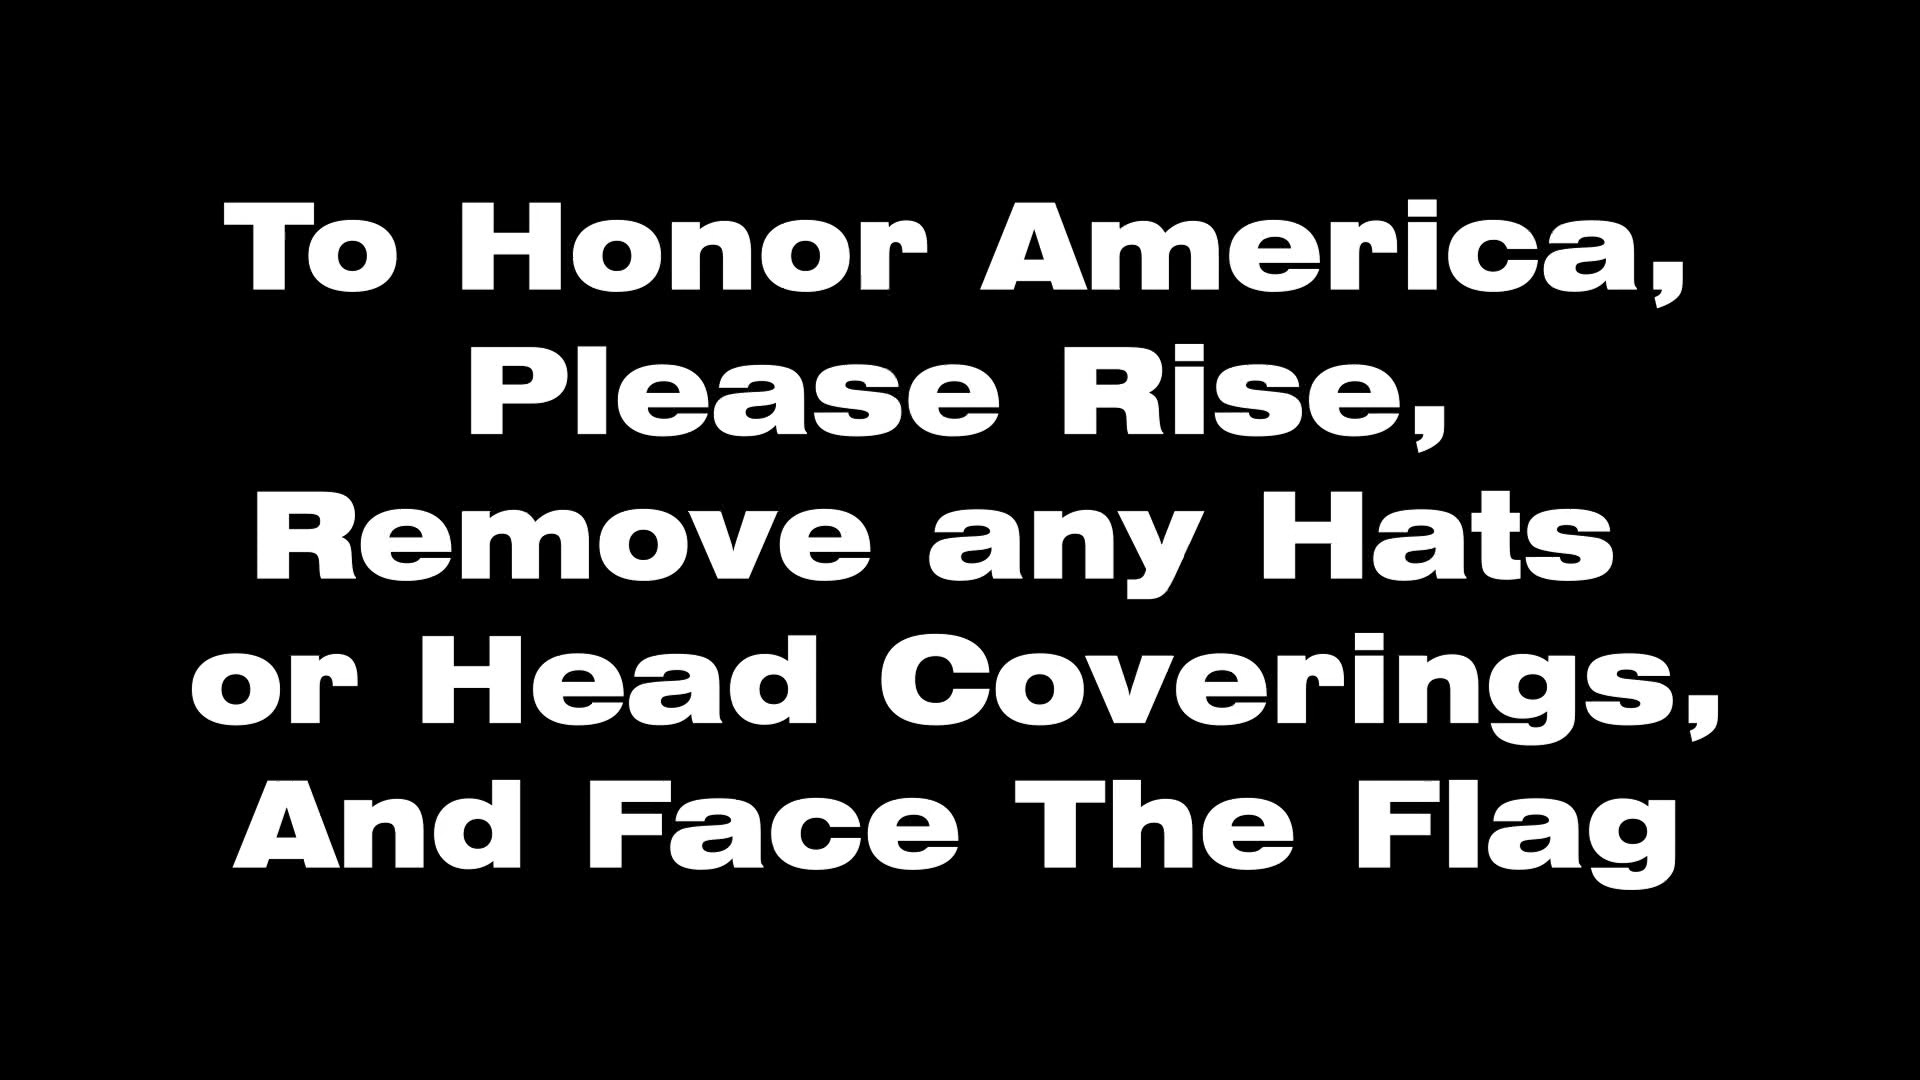 To Honor America,
Please Rise,
Remove any Hats
or Head Coverings,
And Face The Flag